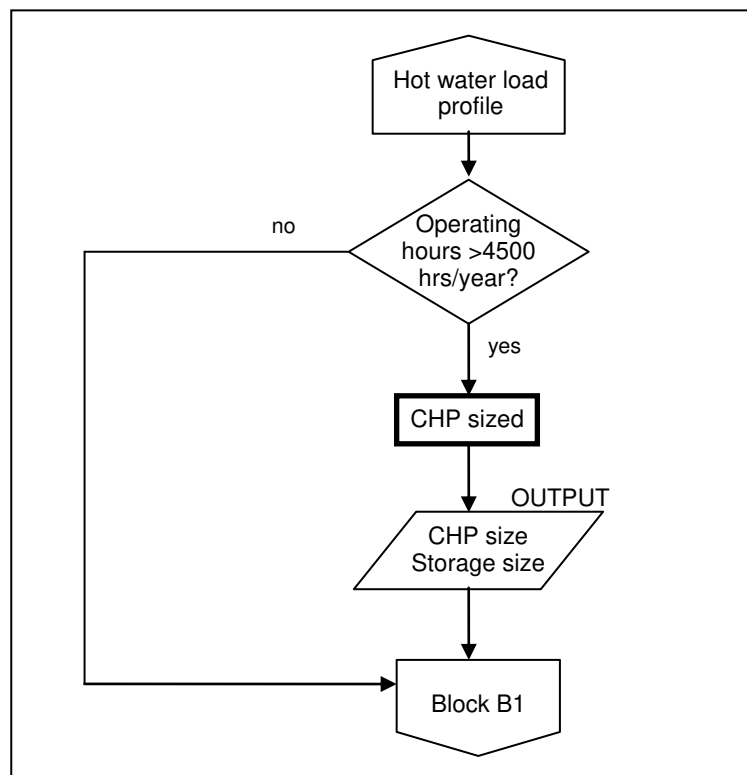 Hot water load
profile
Operating
hours >4500
hrs/year?
no
yes
CHP sized
OUTPUT
CHP size
Storage size
Block B1